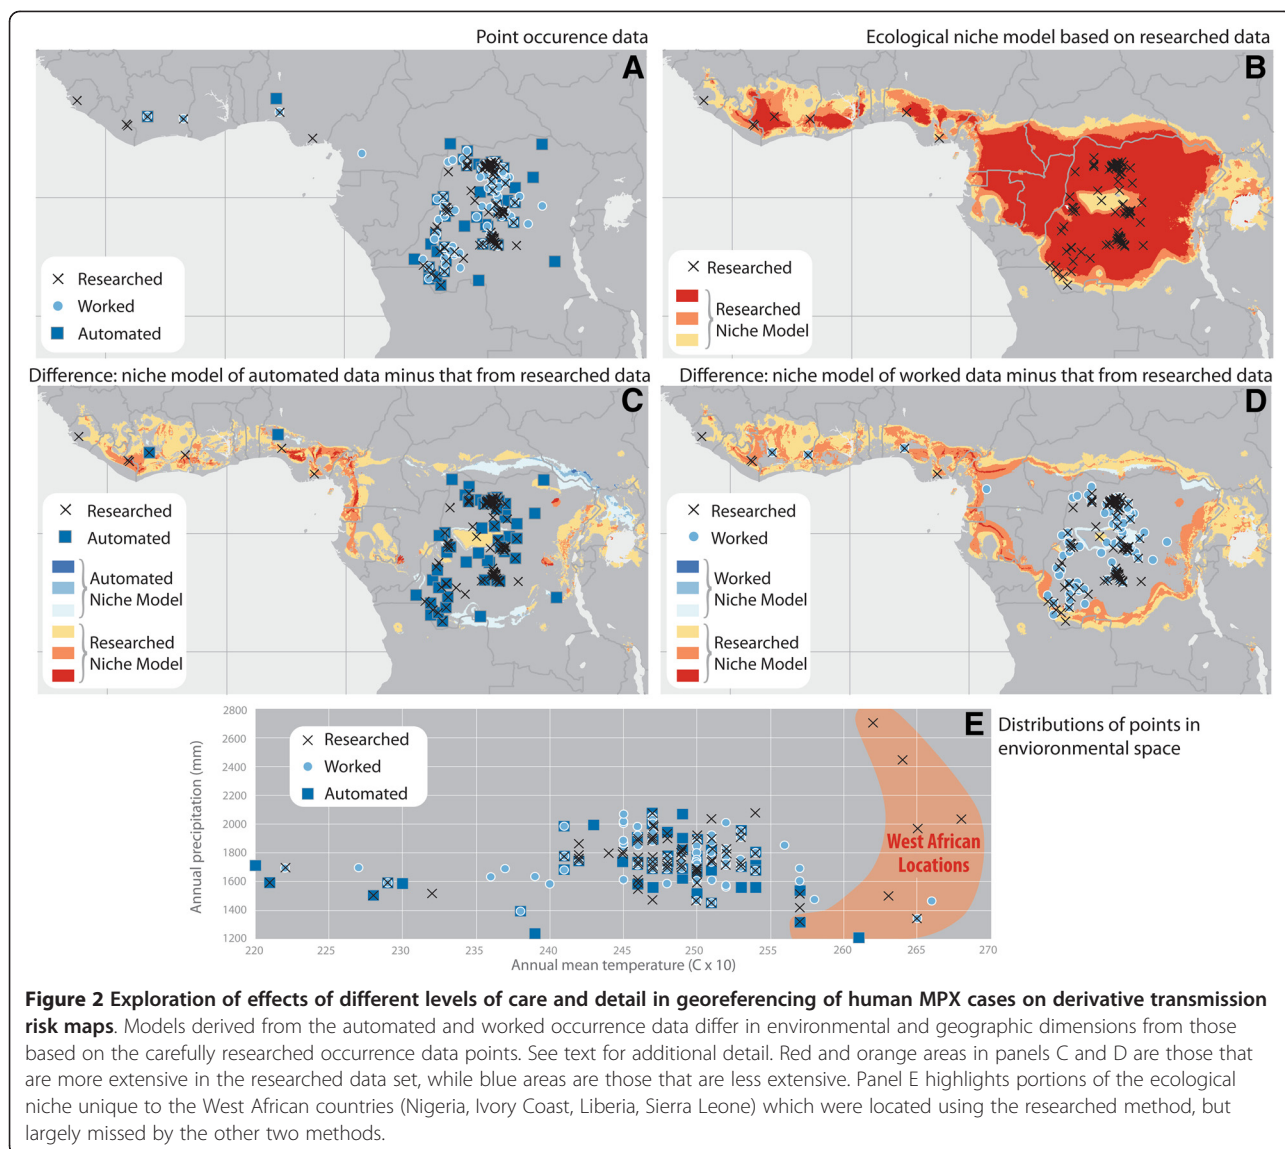 Point occurence data
Ecological niche model based on researched data
A
B
Researched
Worked
Automated
Researched
Researched
Niche Model
Difference: niche model of automated data minus that from researched data
Difference: niche model of worked data minus that from researched data
C
D
Researched
Automated
Automated
Niche Model
Researched
Niche Model
Researched
Worked
Worked
Niche Model
Researched
Niche Model
E
Distributions of points in
envioronmental space
Researched
Worked
Automated
West African
Locations
Annual precipitation (mm)
2800
2600
2400
2200
2000
1800
1600
1400
1200
220 225 230 235 240 245 250 255 260 265 270
Annual mean temperature (C x 10)
Figure 2 Exploration of effects of different levels of care and detail in georeferencing of human MPX cases on derivative transmission
risk maps. Models derived from the automated and worked occurrence data differ in environmental and geographic dimensions from those
based on the carefully researched occurrence data points. See text for additional detail. Red and orange areas in panels C and D are those that
are more extensive in the researched data set, while blue areas are those that are less extensive. Panel E highlights portions of the ecological
niche unique to the West African countries (Nigeria, Ivory Coast, Liberia, Sierra Leone) which were located using the researched method, but
largely missed by the other two methods.